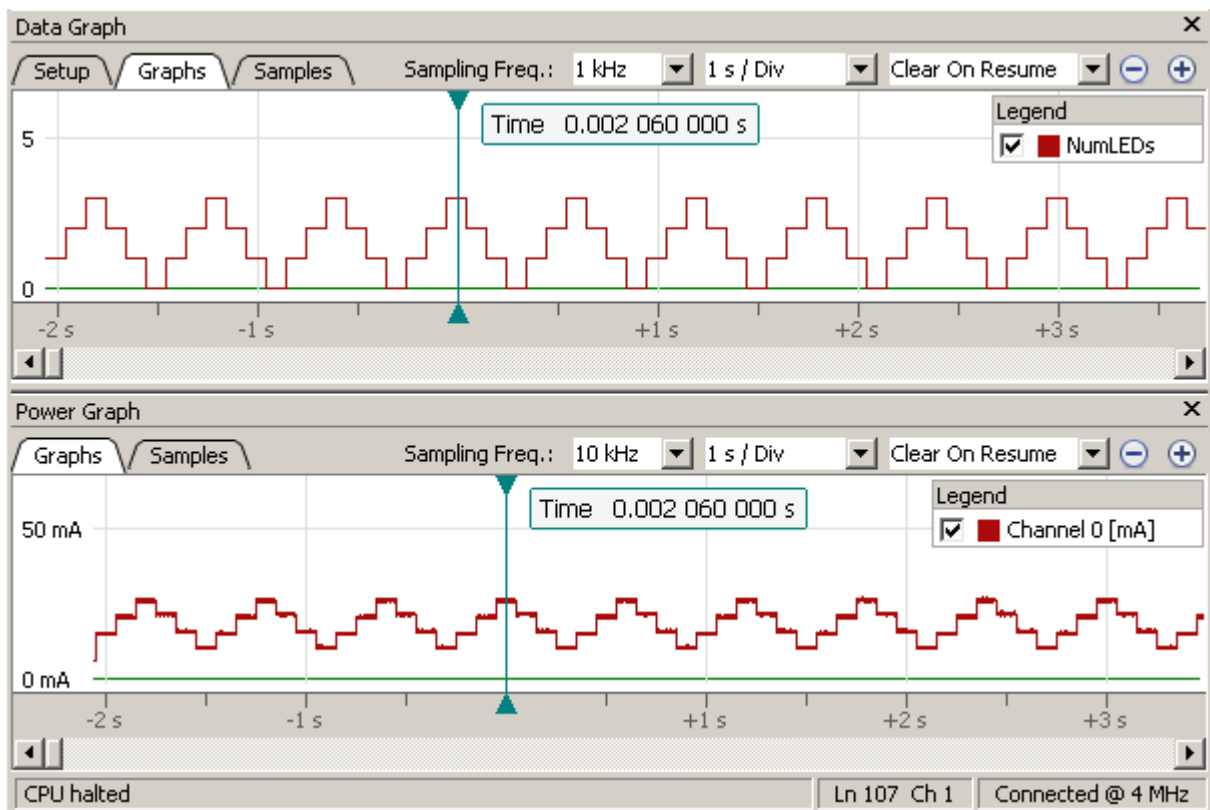 Data Graph
Setup Graphs Samples Sampling Freq.: 1 kHz 1 s / Div Clear On Resume
Time 0.002 060 000 s
Legend
NumLEDs
5
0
-2 s -1 s +1 s +2 s +3 s
Power Graph
Graphs Samples Sampling Freq.: 10 kHz 1 s / Div Clear On Resume
Time 0.002 060 000 s
Legend
Channel 0 [mA]
50 mA
0 mA
-2 s -1 s +1 s +2 s +3 s
CPU halted Ln 107 Ch 1 Connected @ 4 MHz